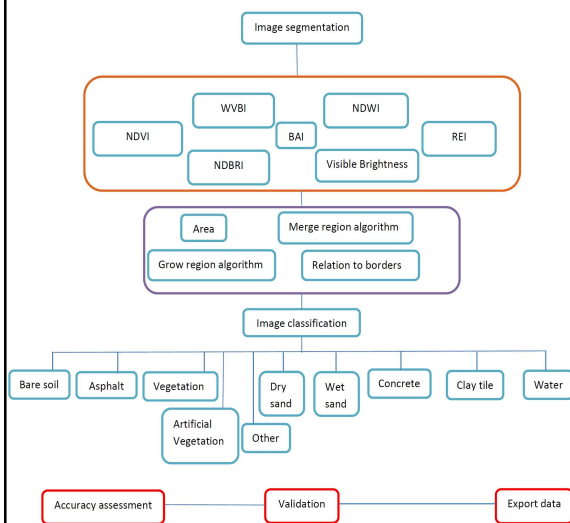 Image segmentation
WVBI
NDWI
NDVI
BAI
REI
NDBRI
Visible Brightness
Area
Merge region algorithm
Grow region algorithm
Relation to borders
Image classification
Bare soil
Asphalt
Vegetation
Dry
sand
Wet
sand
Concrete
Clay tile
Water
Artificial
Vegetation
Other
Accuracy assessment
Validation
Export data